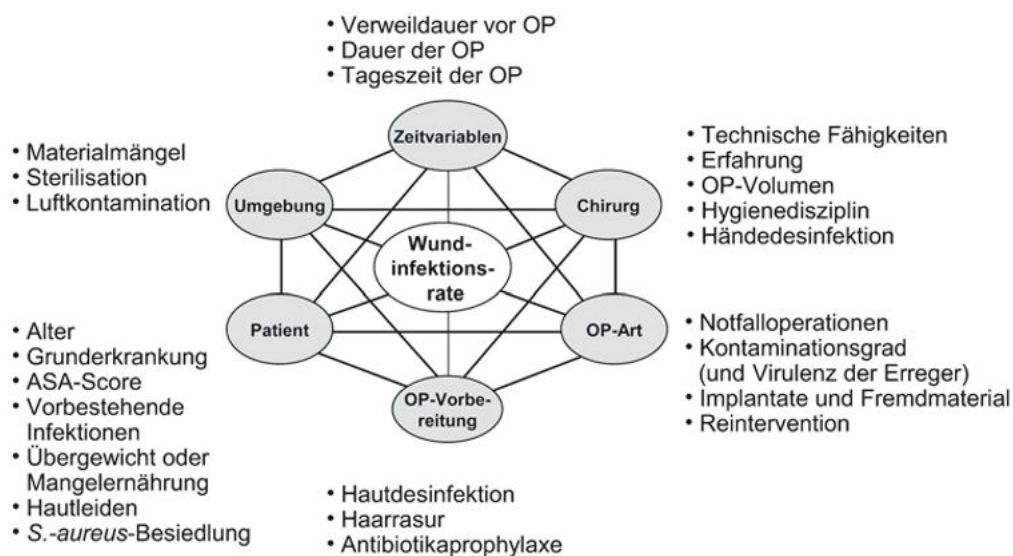 • Verweildauer vor OP
• Dauer der OP
• Tageszeit der OP
Zeitvariablen
• Materialmängel
• Sterilisation
• Luftkontamination
Umgebung
Chirurg
• Technische Fähigkeiten
• Erfahrung
• OP-Volumen
• Hygienedisziplin
• Händedesinfektion
Wund-
infektions-
rate
• Alter
• Grunderkrankung
• ASA-Score
• Vorbestehende
Infektionen
• Übergewicht oder
Mangelernährung
• Hautleiden
• S.-aureus-Besiedlung
Patient
OP-Art
• Notfalloperationen
• Kontaminationsgrad
(und Virulenz der Erreger)
• Implantate und Fremdmaterial
• Reintervention
OP-Vorbe-
reitung
• Hautdesinfektion
• Haarrasur
• Antibiotikaprophylaxe